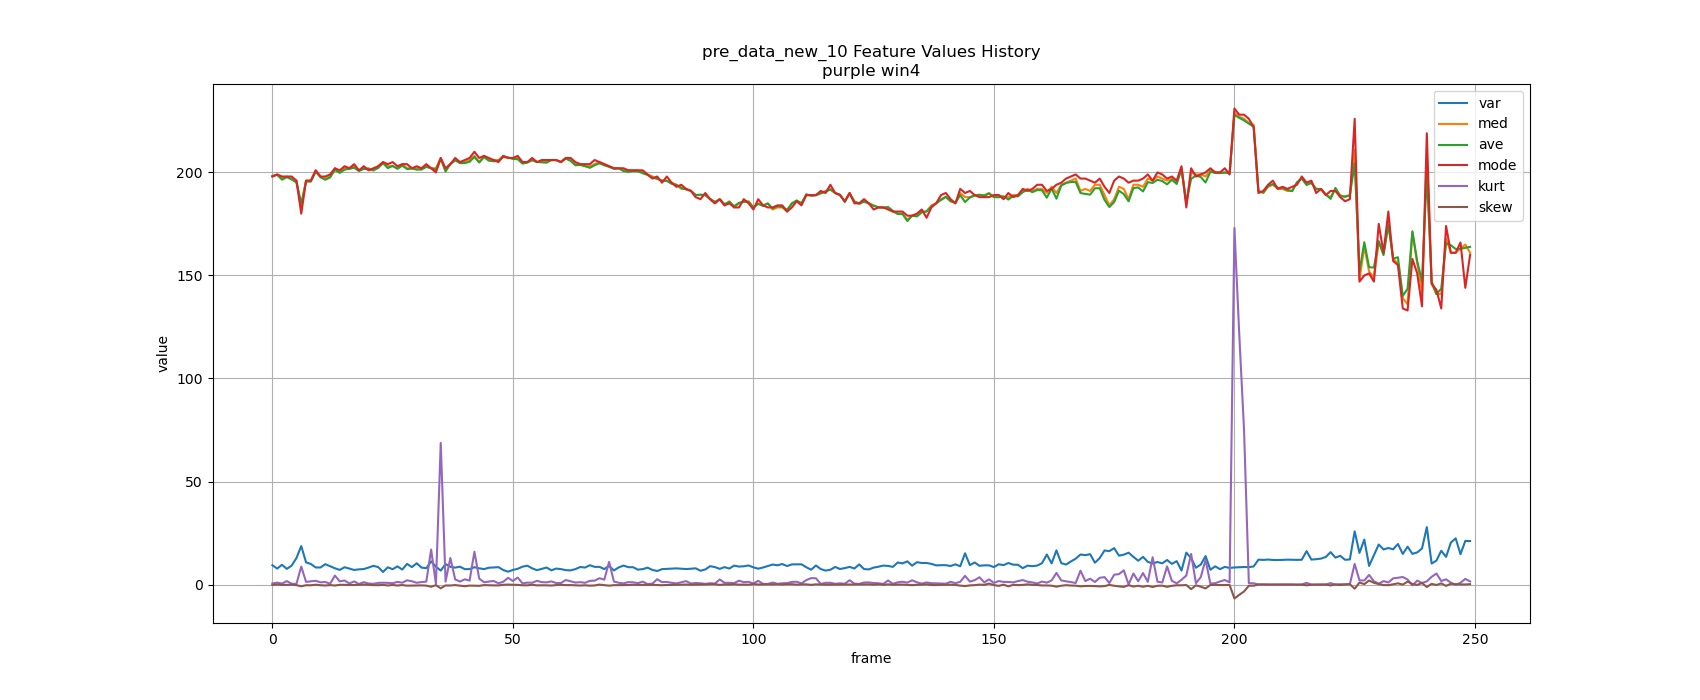 pre_data_new_10 Feature Values History
purple win4
var
med
ave
mode
kurt
skew
200
150
100
50
0
value
0
50
100
150
200
250
frame